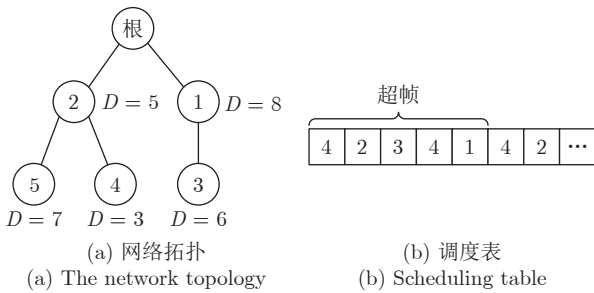 根
2 D = 5 1 D = 8
5 4 3
D = 7 D = 3 D = 6
超帧
4 2 3 4 1 4 2 ···
(a) 网络拓扑
(a) The network topology
(b) 调度表
(b) Scheduling table